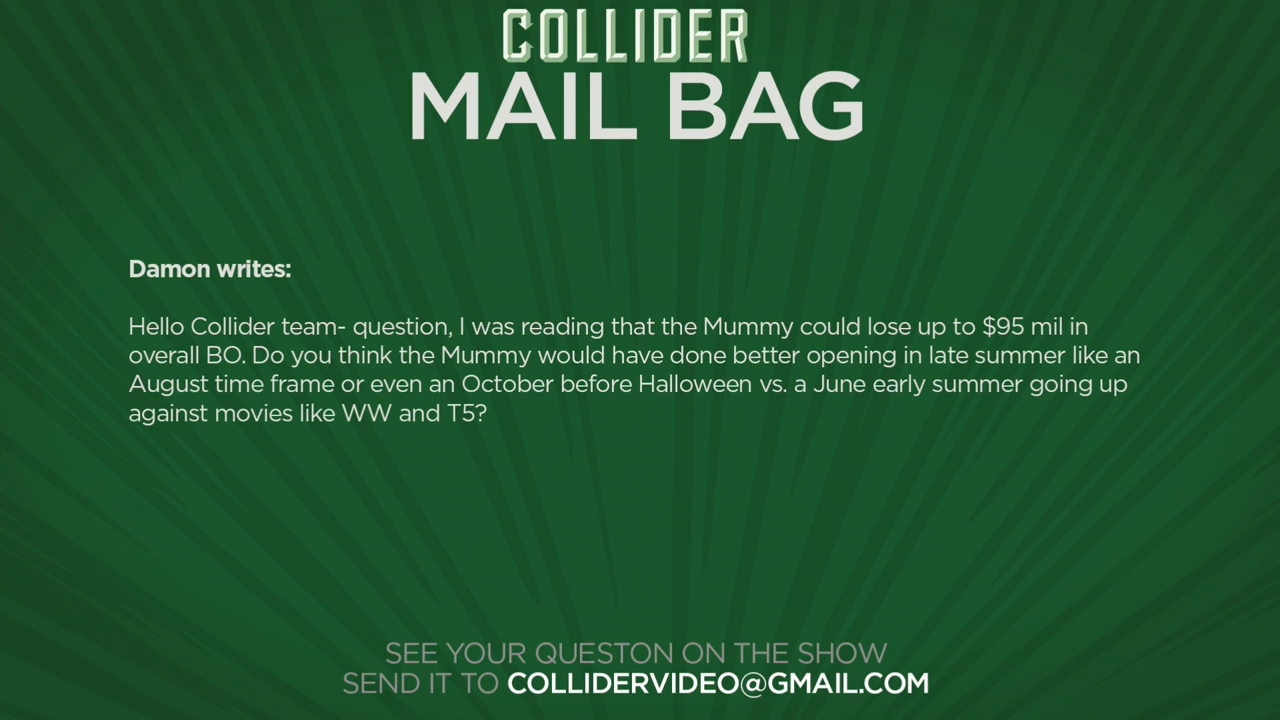 COLLIDER
MAIL BAG
Damon writes:
Hello Collider team- question, I was reading that the Mummy could lose up to $95 mil in
overall BO. Do you think the Mummy would have done better opening in late summer like an
August time frame or even an October before Halloween vs. a June early summer going up
against movies like WW and T5?
SEE YOUR QUESTON ON THE SHOW
SEND IT TO COLLIDERVIDEO@GMAIL.COM